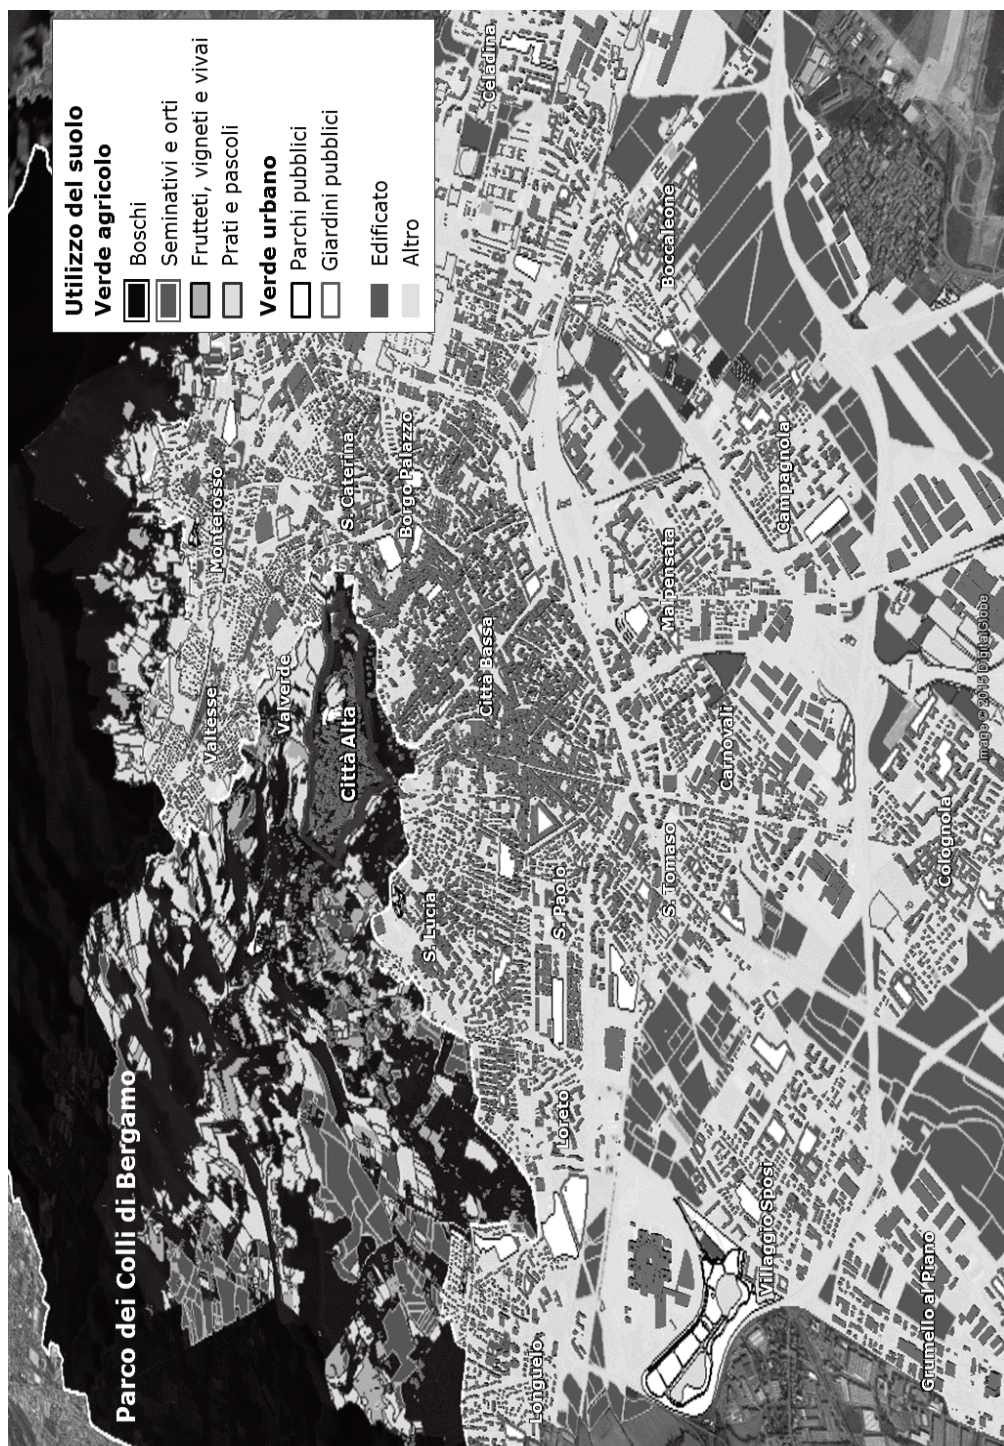 Utilizzo del suolo
Verde agricolo
Boschi
Seminativi e orti
Frutteti, vigneti e vivai
Prati e pascoli
Verde urbano
Parchi pubblici
Giardini pubblici
Edificato
Altro
Parco dei Colli di Bergamo
Valtesse
Monterosso
Valverde
Città Alta
S. Caterina
Borgo Palazzo
S. Lucia
Città Bassa
Celadina
Longuelo
Loreto
S. Paolo
S. Tomaso
Malpensata
Boccaleone
Carnovali
Villaggio Sposi
Campagnola
Grumello al Piano
Colognola
Image © 2015 DigitalGlobe